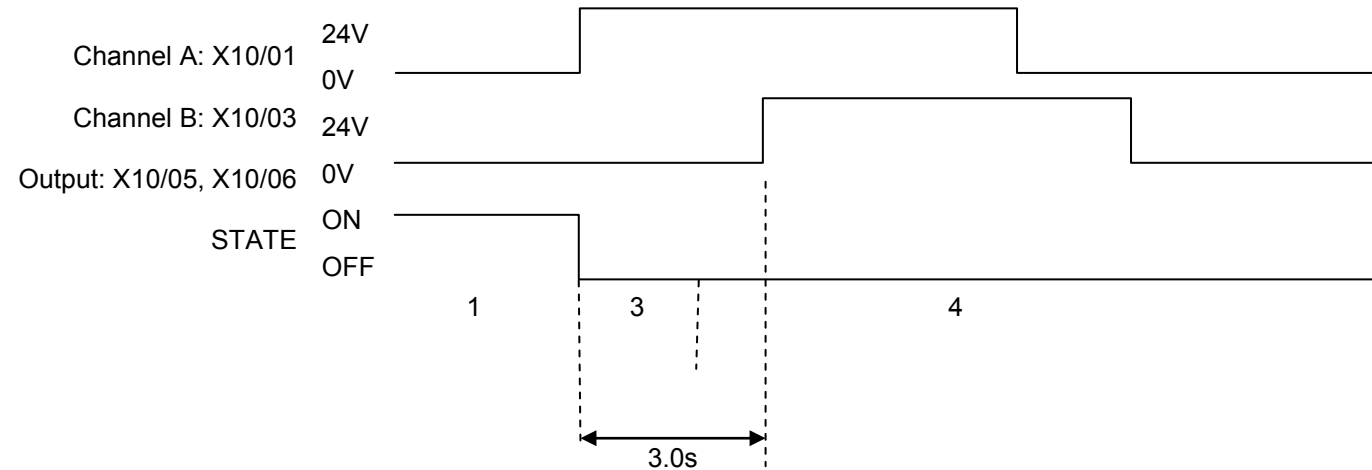 24V
Channel A: X10/01
0V
Channel B: X10/03
24V
Output: X10/05, X10/06
0V
ON
STATE
OFF
1
3
4
3.0s